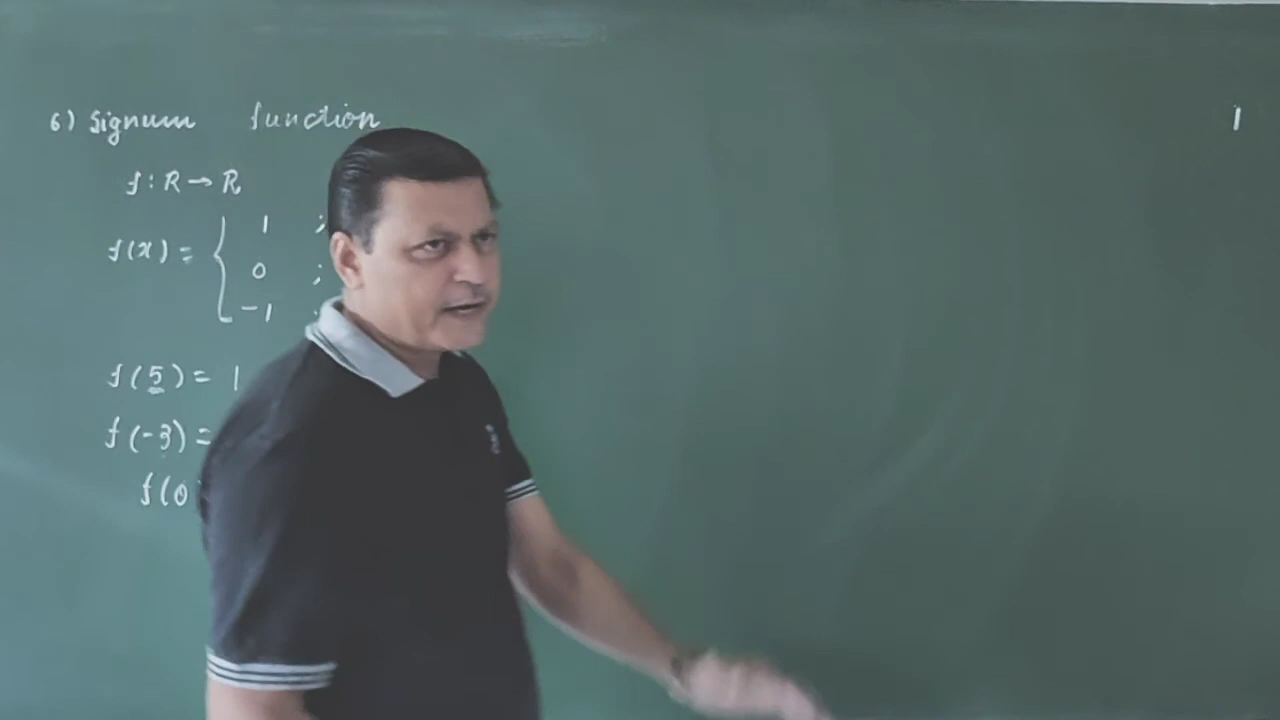 6) Signum function
f : R → R
f(x) = { 1 ;
0 ;
-1
f(5) = 1
f(-3) =
f(0
1